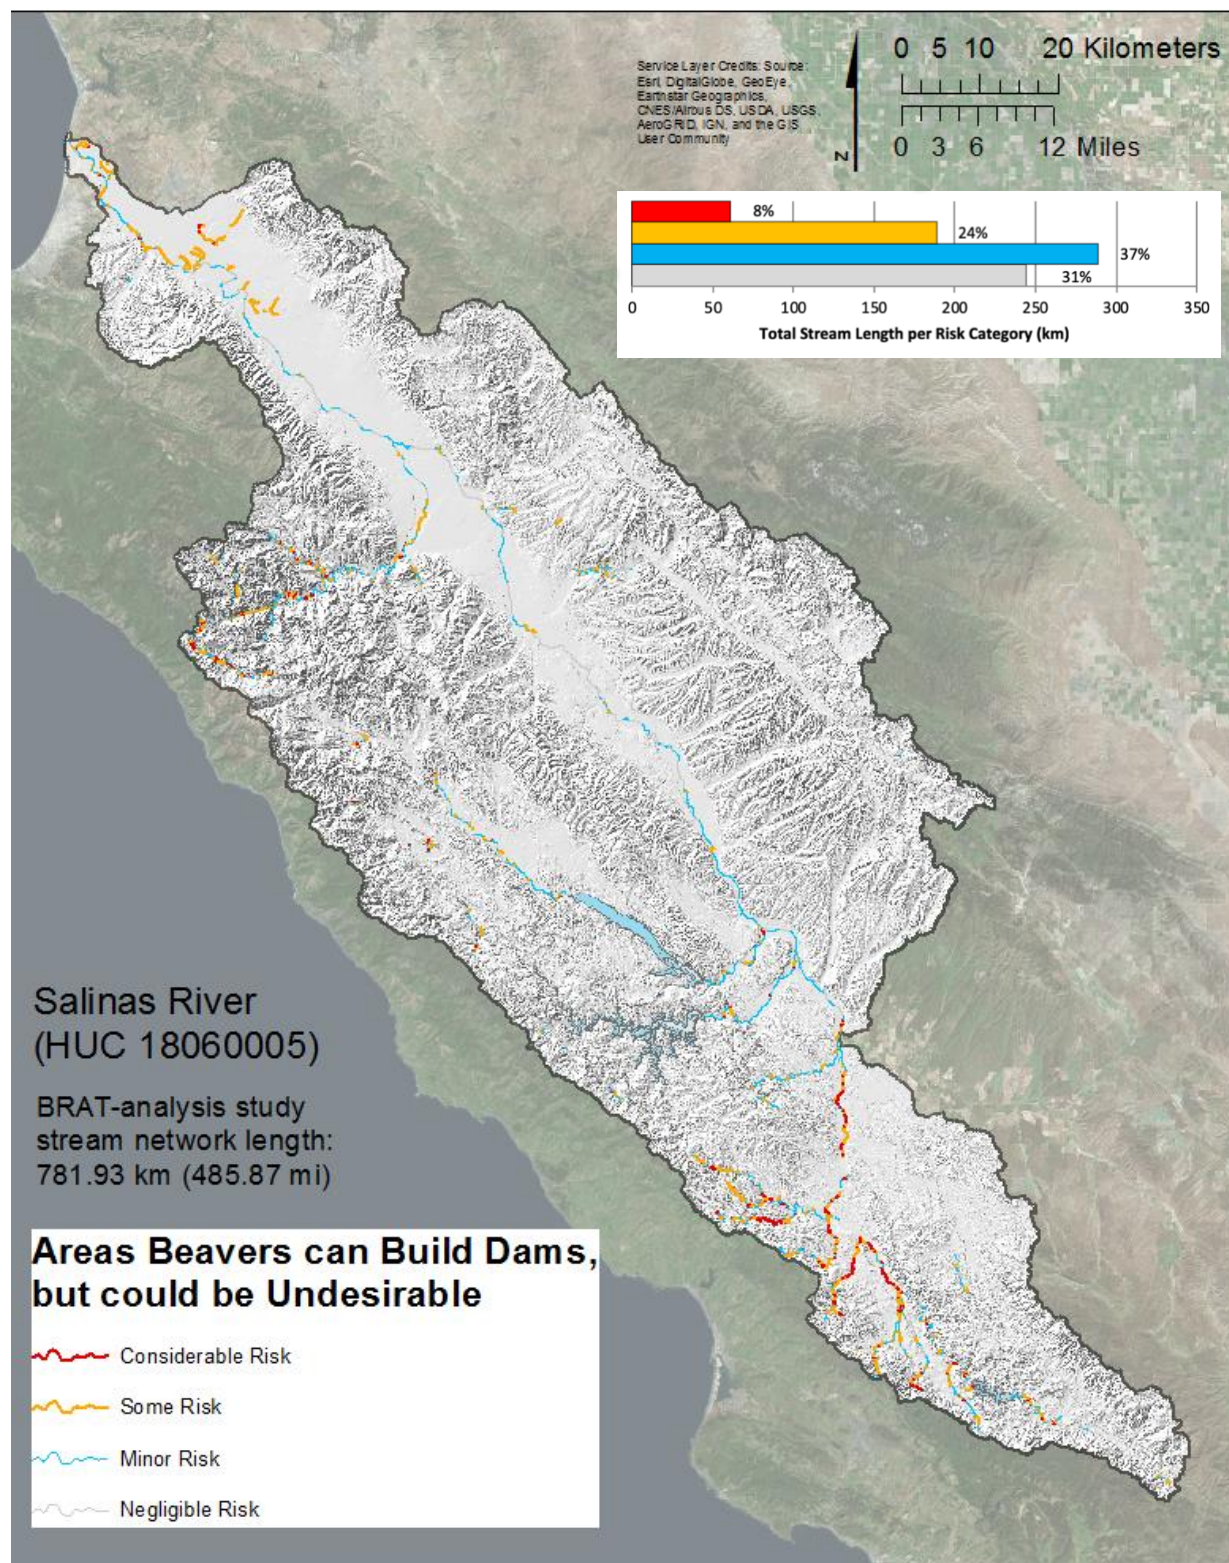 Service Layer Credits: Source:
Esri, DigitalGlobe, GeoEye,
Earthstar Geographics,
CNES/Airbus DS, USDA, USGS,
AeroGRID, IGN, and the GIS
User Community
N
0 5 10 20 Kilometers
0 3 6 12 Miles
8%
24%
37%
31%
0 50 100 150 200 250 300 350
Total Stream Length per Risk Category (km)
Salinas River
(HUC 18060005)
BRAT-analysis study
stream network length:
781.93 km (485.87 mi)
Areas Beavers can Build Dams,
but could be Undesirable
Considerable Risk
Some Risk
Minor Risk
Negligible Risk